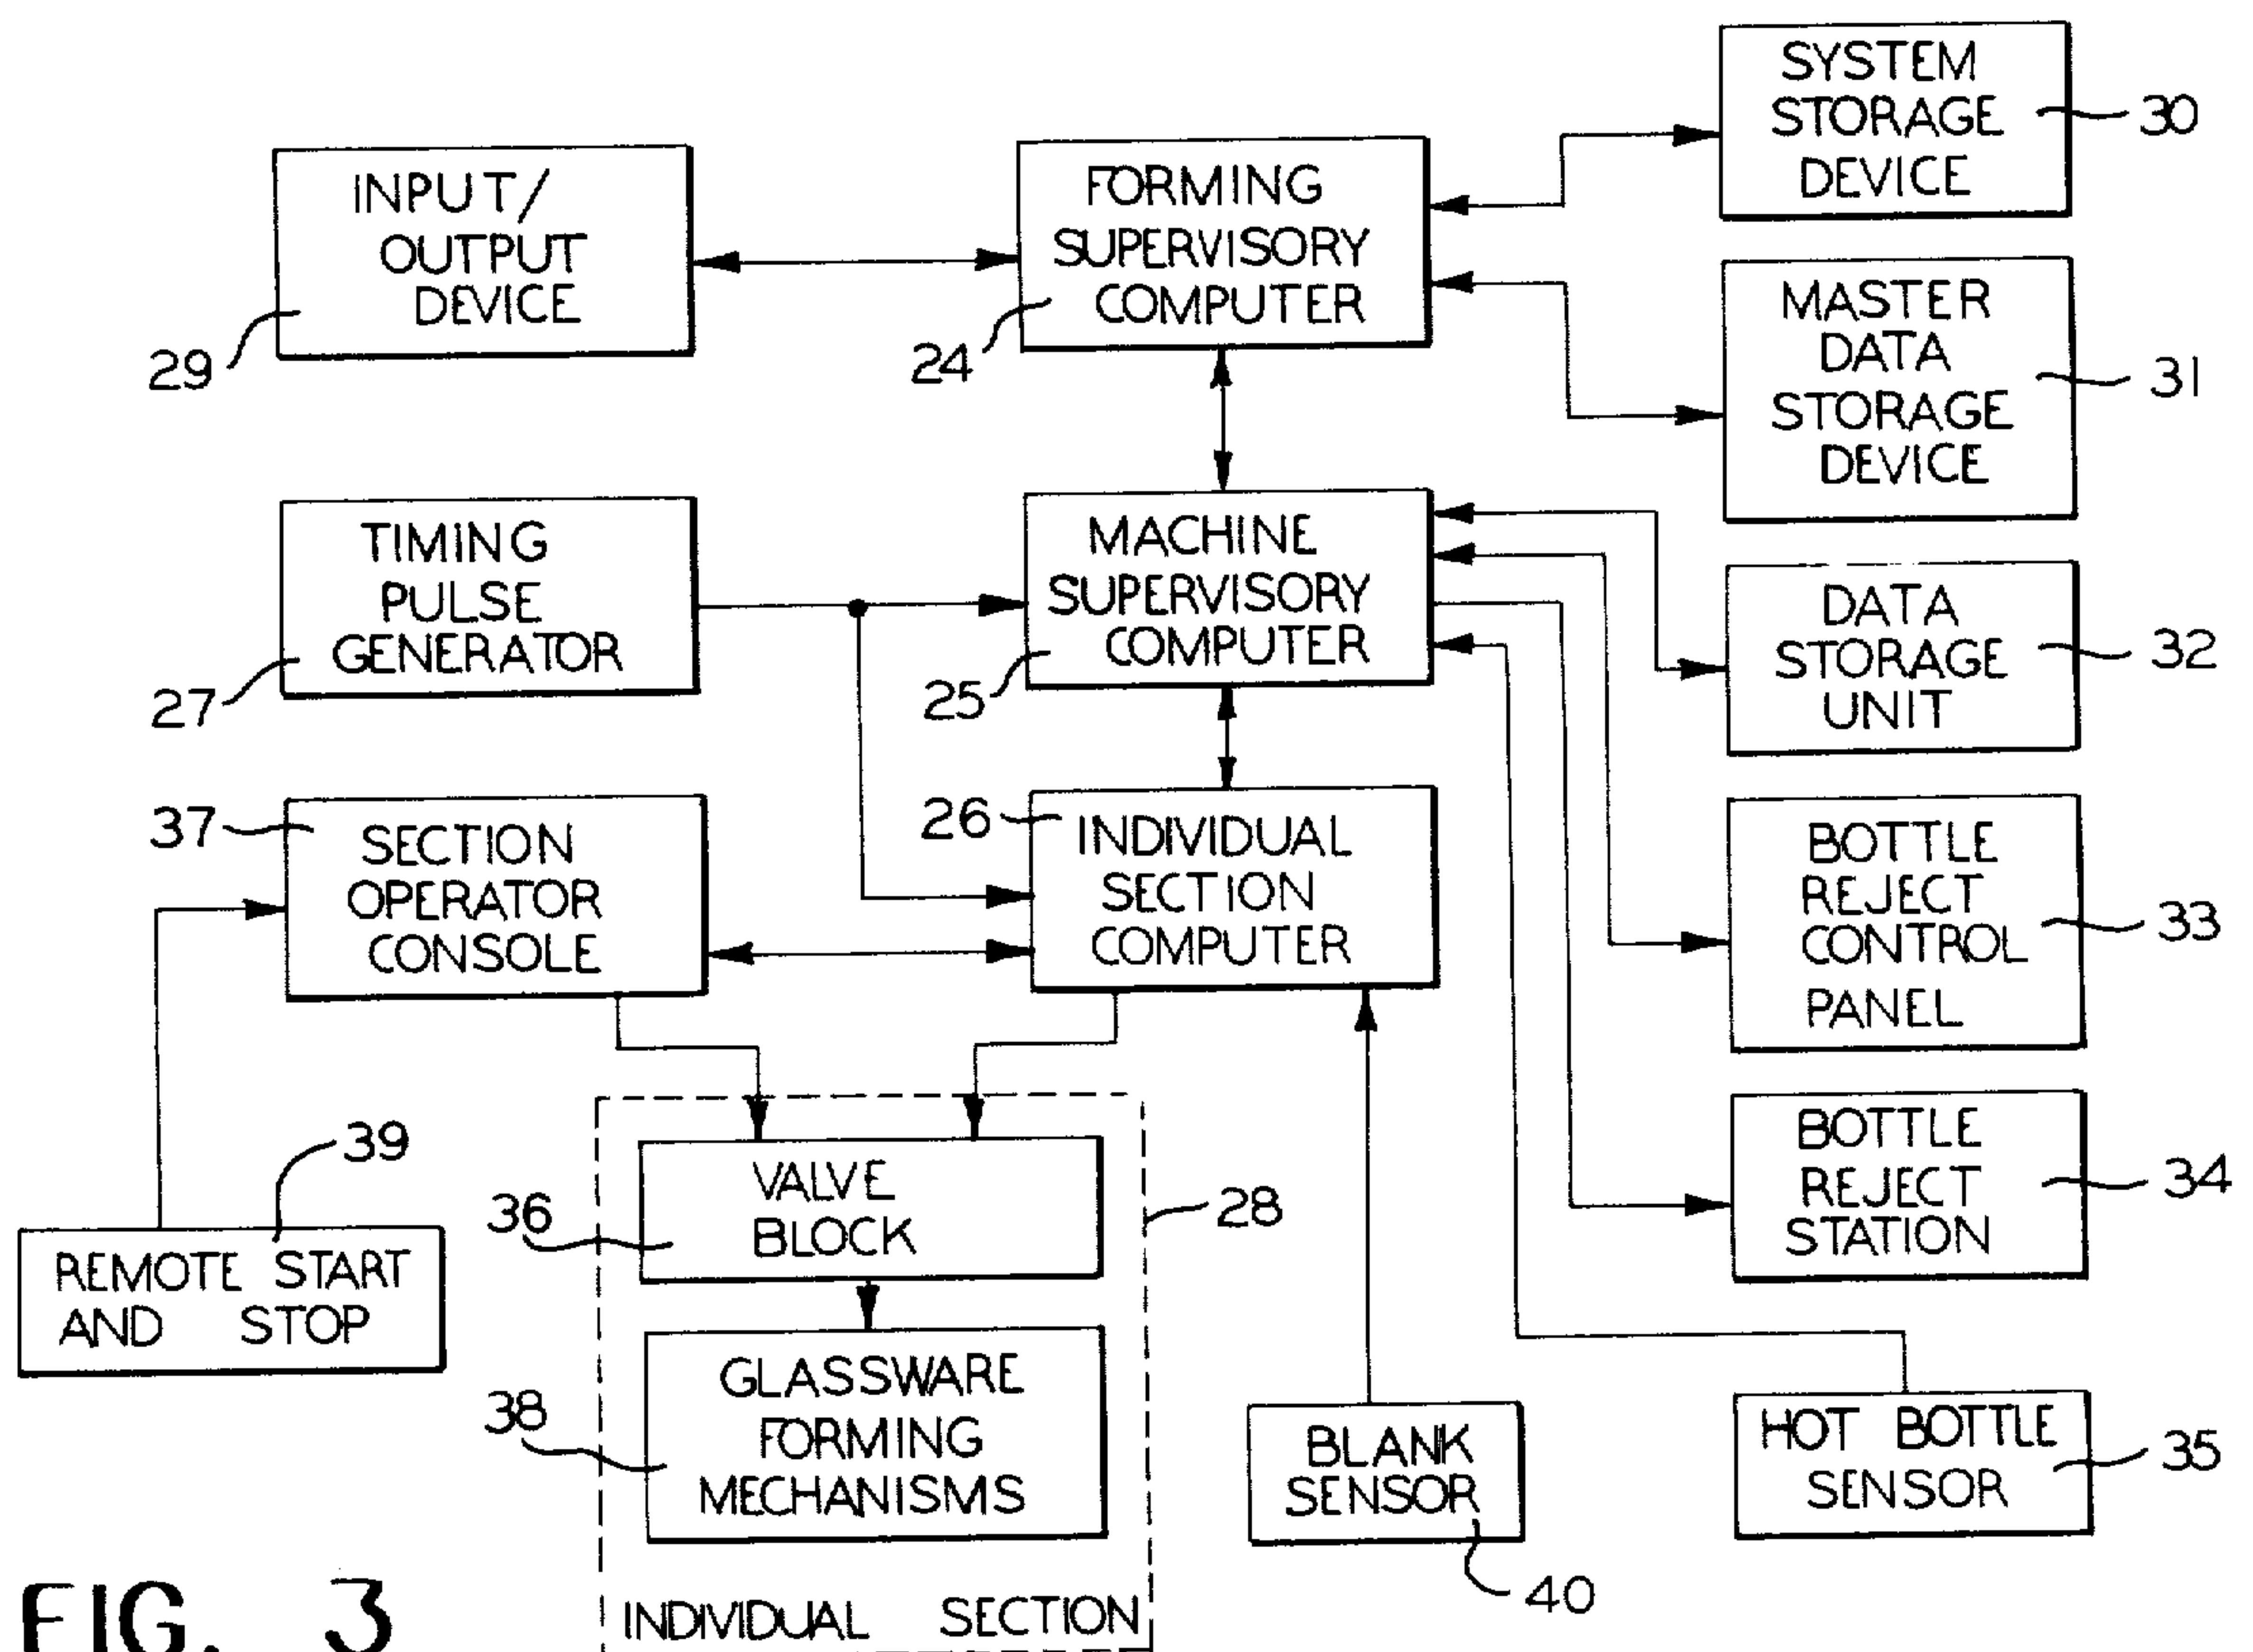 SYSTEM
STORAGE
DEVICE
30
INPUT/
OUTPUT
DEVICE
29
FORMING
SUPERVISORY
COMPUTER
24
MASTER
DATA
STORAGE
DEVICE
31
TIMING
PULSE
GENERATOR
27
MACHINE
SUPERVISORY
COMPUTER
25
DATA
STORAGE
UNIT
32
37
SECTION
OPERATOR
CONSOLE
26
INDIVIDUAL
SECTION
COMPUTER
BOTTLE
REJECT
CONTROL
PANEL
33
39
REMOTE START
AND STOP
36
VALVE
BLOCK
28
BOTTLE
REJECT
STATION
34
38
GLASSWARE
FORMING
MECHANISMS
BLANK
SENSOR
40
HOT BOTTLE
SENSOR
35
INDIVIDUAL SECTION
FIG. 3